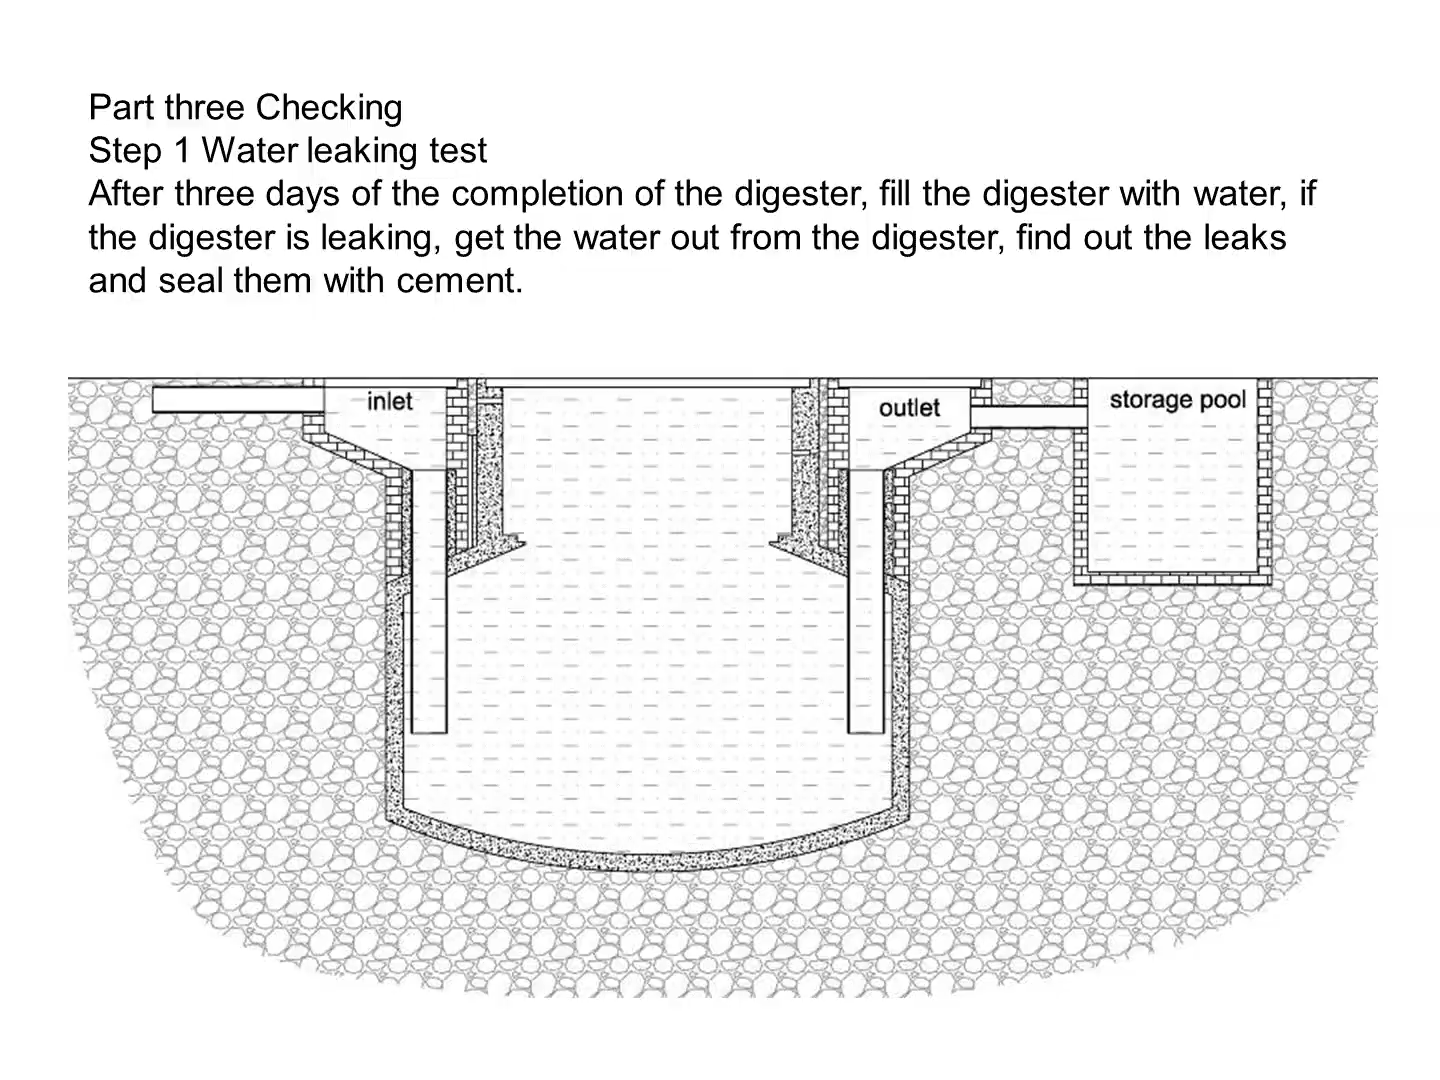 Part three Checking
Step 1 Water leaking test
After three days of the completion of the digester, fill the digester with water, if
the digester is leaking, get the water out from the digester, find out the leaks
and seal them with cement.
inlet
outlet
storage pool